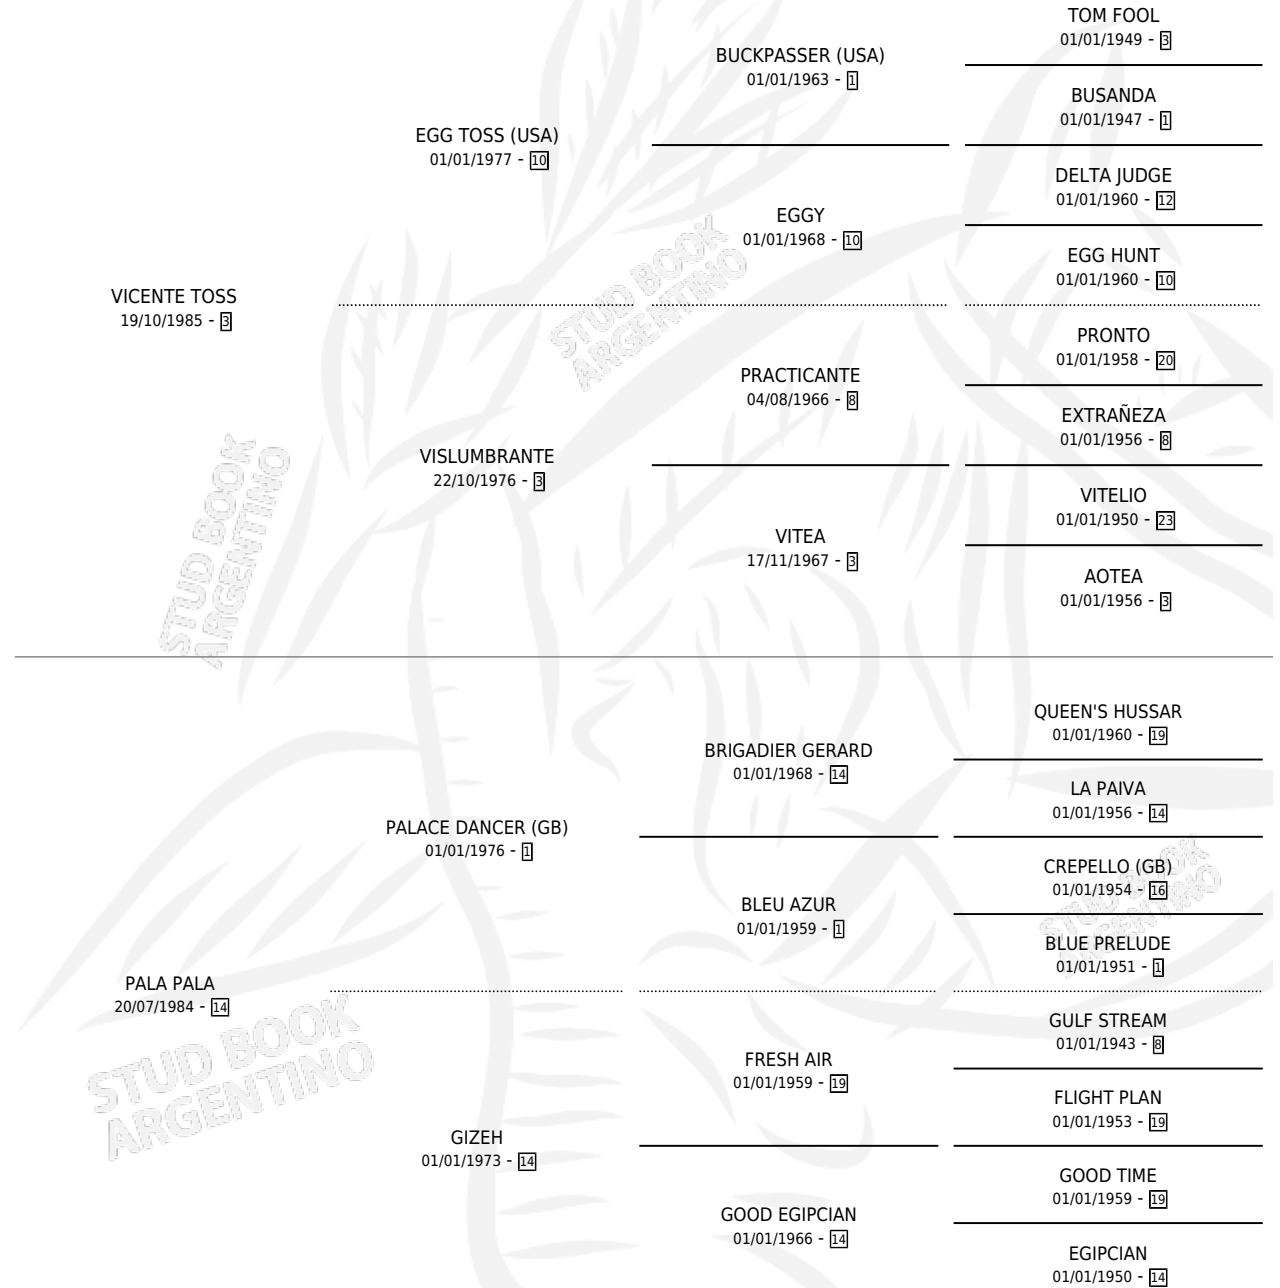 TOM FOOL
01/01/1949 - 3
BUCKPASSER (USA)
01/01/1963 - 1
BUSANDA
01/01/1947 - 1
EGG TOSS (USA)
01/01/1977 - 10
DELTA JUDGE
01/01/1960 - 12
EGGY
01/01/1968 - 10
EGG HUNT
01/01/1960 - 10
VICENTE TOSS
19/10/1985 - 3
STUD BOOK
ARGENTINO
PRONTO
01/01/1958 - 20
PRACTICANTE
04/08/1966 - 8
EXTRAÑEZA
01/01/1956 - 8
VISLUMBRANTE
22/10/1976 - 3
VITELIO
01/01/1950 - 23
VITEA
17/11/1967 - 3
AOTEA
01/01/1956 - 3
STUD BOOK
ARGENTINO
QUEEN'S HUSSAR
01/01/1960 - 19
BRIGADIER GERARD
01/01/1968 - 14
LA PAIVA
01/01/1956 - 14
PALACE DANCER (GB)
01/01/1976 - 1
CREPELLO (GB)
01/01/1954 - 16
BLEU AZUR
01/01/1959 - 1
BLUE PRELUDE
01/01/1951 - 1
STUD BOOK
ARGENTINO
PALA PALA
20/07/1984 - 14
GULF STREAM
01/01/1943 - 8
FRESH AIR
01/01/1959 - 19
FLIGHT PLAN
01/01/1953 - 19
STUD BOOK
ARGENTINO
GIZEH
01/01/1973 - 14
GOOD TIME
01/01/1959 - 19
GOOD EGIPCIAN
01/01/1966 - 14
EGIPCIAN
01/01/1950 - 14